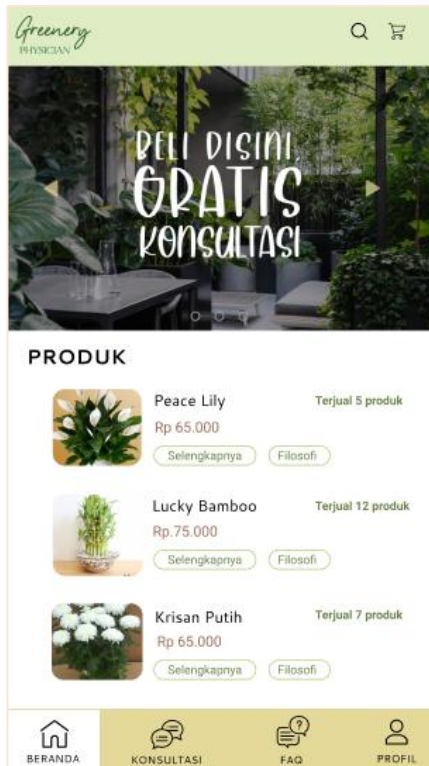 Greenery
PHYSICIAN
BELI DISINI,
GRATIS
KONSULTASI
PRODUK
Peace Lily
Terjual 5 produk
Rp 65.000
Selengkapnya
Filosofi
Lucky Bamboo
Terjual 12 produk
Rp.75.000
Selengkapnya
Filosofi
Krisan Putih
Terjual 7 produk
Rp 65.000
Selengkapnya
Filosofi
BERANDA
KONSULTASI
FAQ
PROFIL